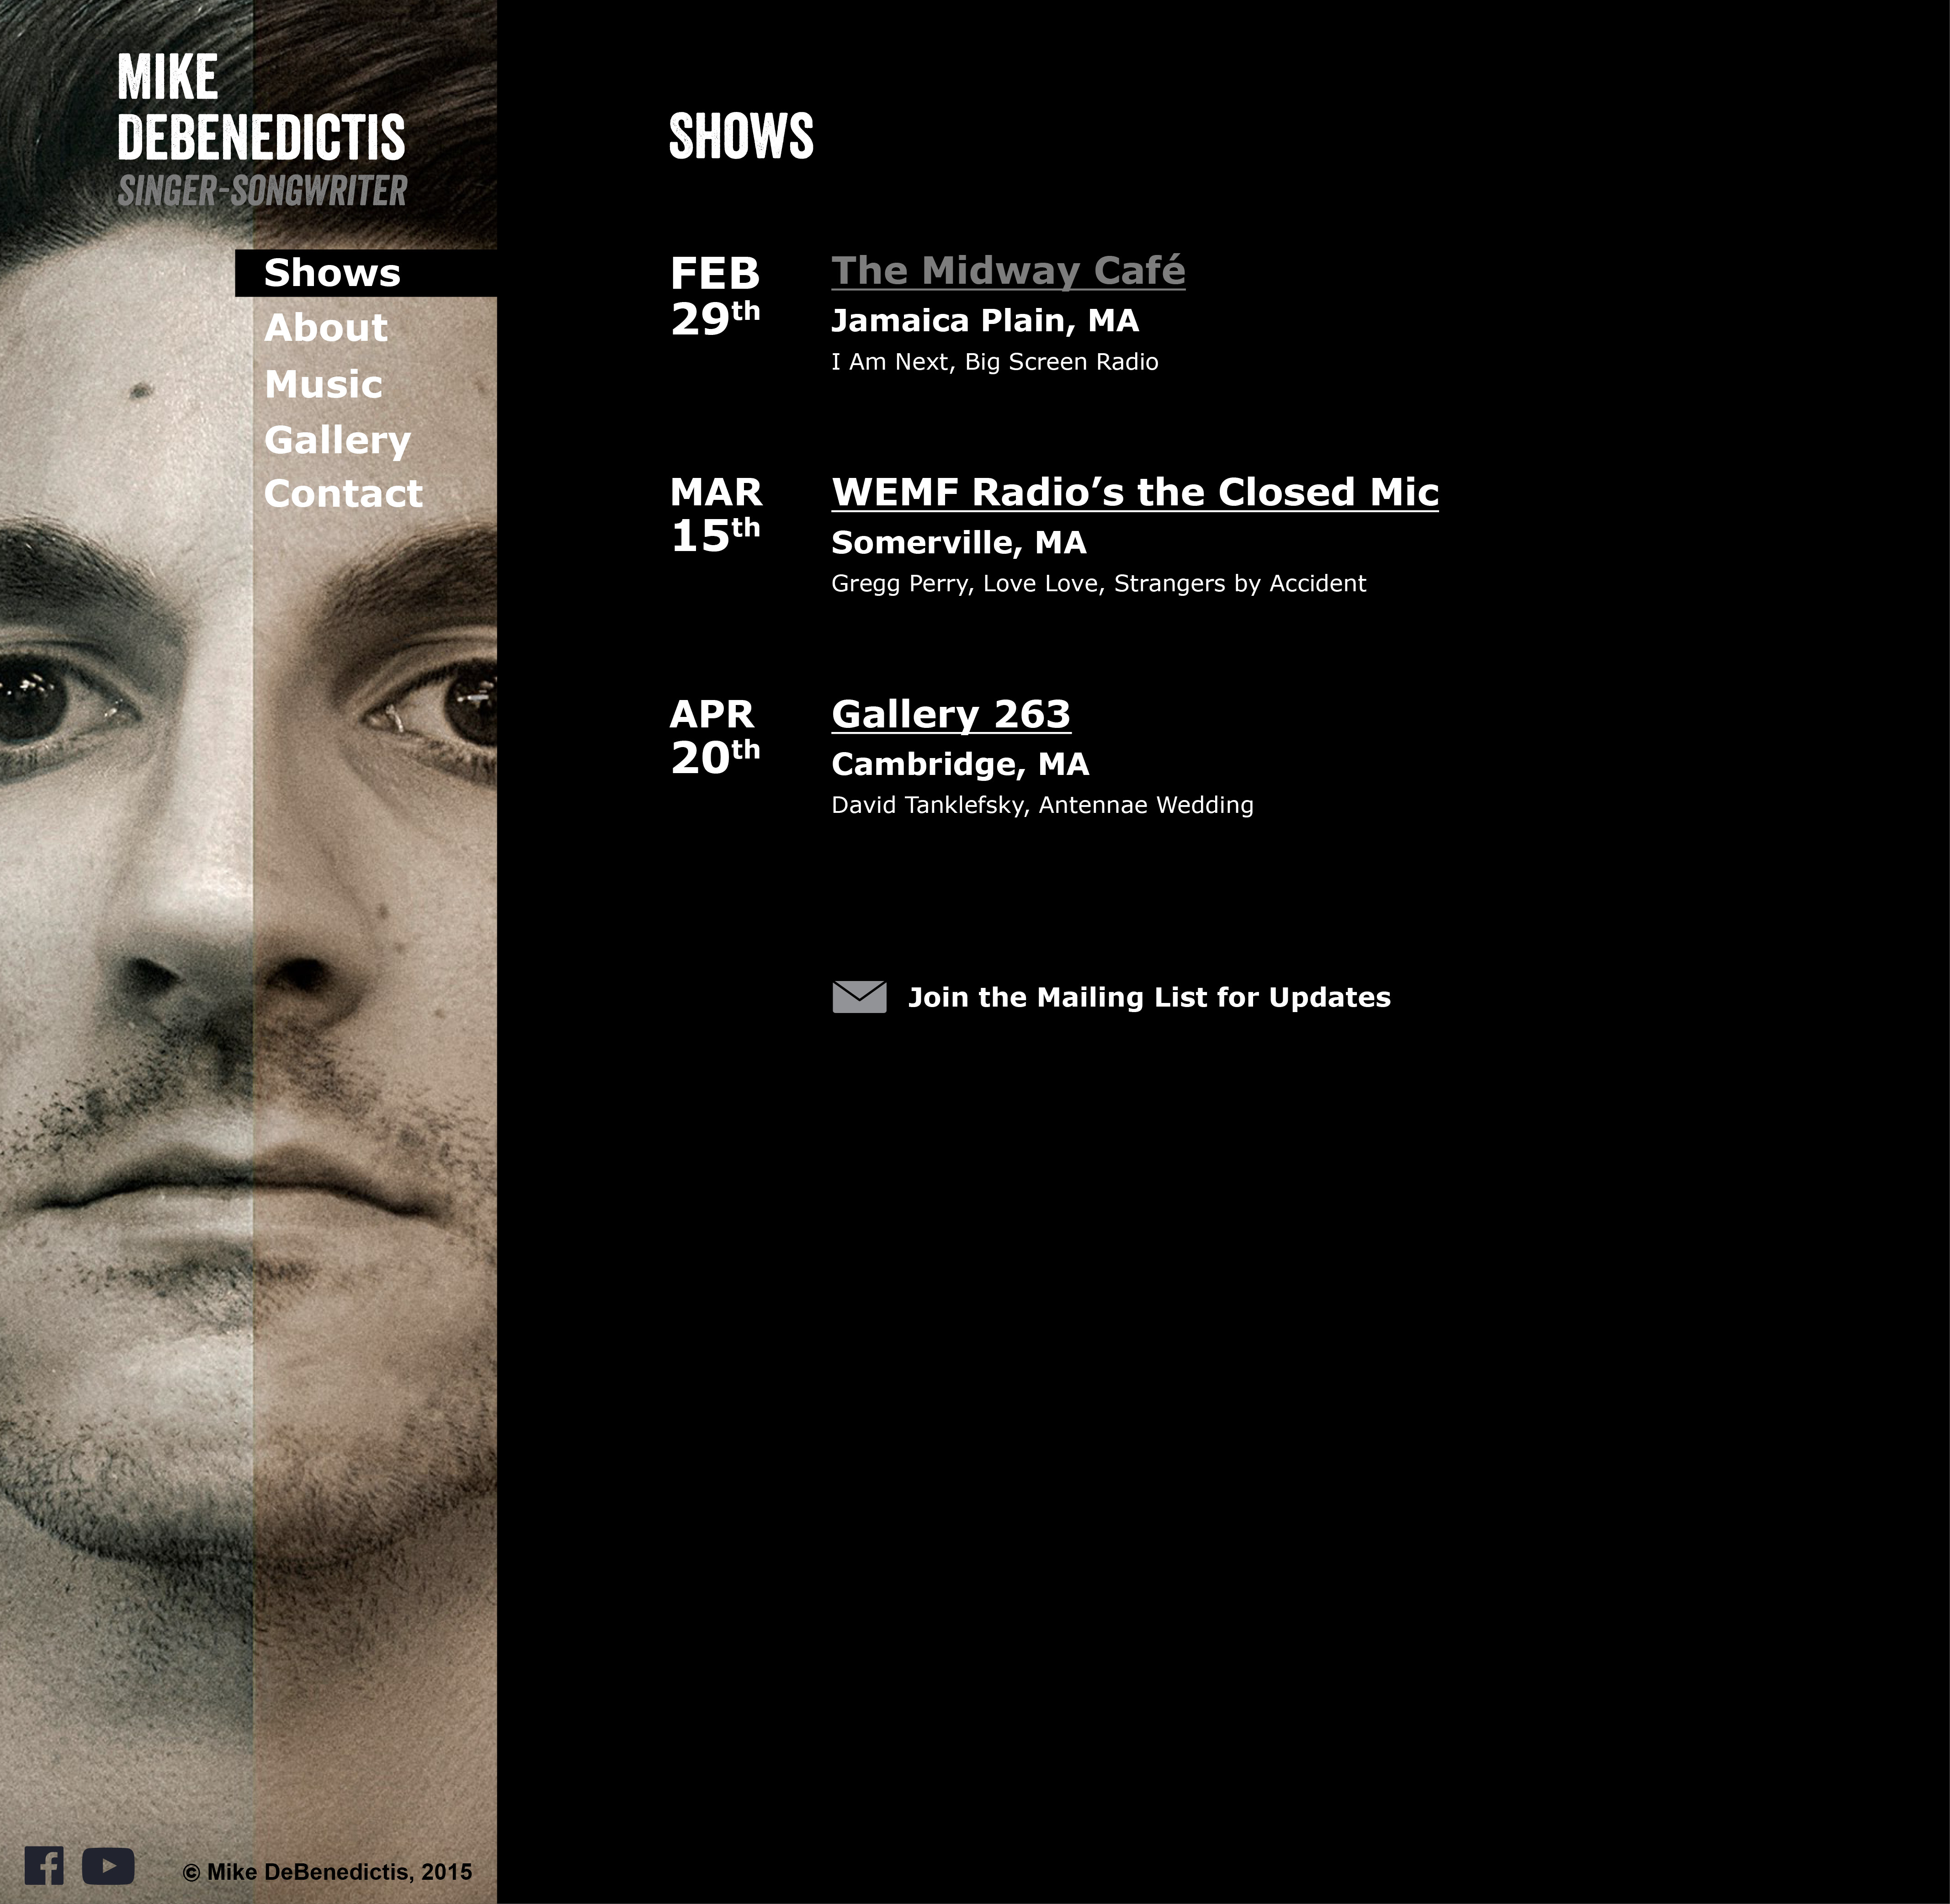 MIKE
DEBENEDICTIS
SINGER-SONGWRITER
Shows
About
Music
Gallery
Contact
SHOWS
FEB
29th
The Midway Café
Jamaica Plain, MA
I Am Next, Big Screen Radio
MAR
15th
WEMF Radio’s the Closed Mic
Somerville, MA
Gregg Perry, Love Love, Strangers by Accident
APR
20th
Gallery 263
Cambridge, MA
David Tanklefsky, Antennae Wedding
Join the Mailing List for Updates
© Mike DeBenedictis, 2015